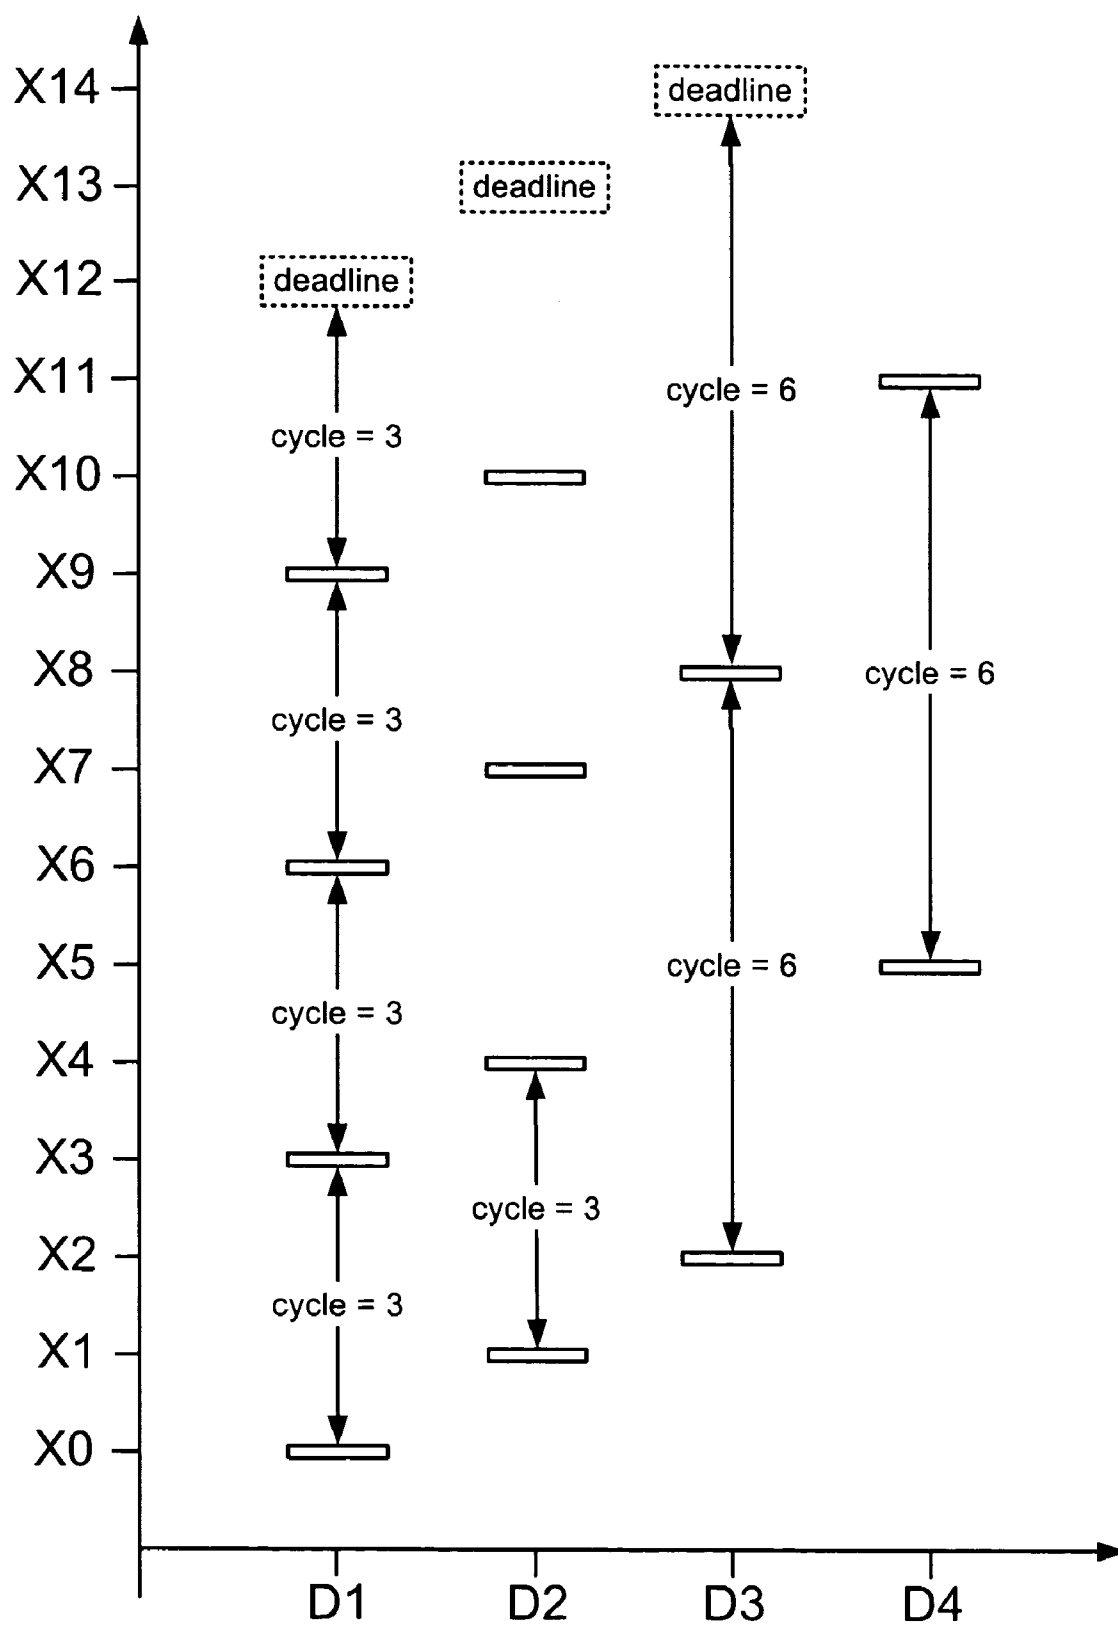 X14
deadline
X13
deadline
X12
deadline
X11
cycle = 6
cycle = 3
X10
X9
X8
cycle = 6
cycle = 3
X7
X6
X5
cycle = 6
cycle = 3
X4
X3
cycle = 3
X2
cycle = 3
X1
X0
D1 D2 D3 D4